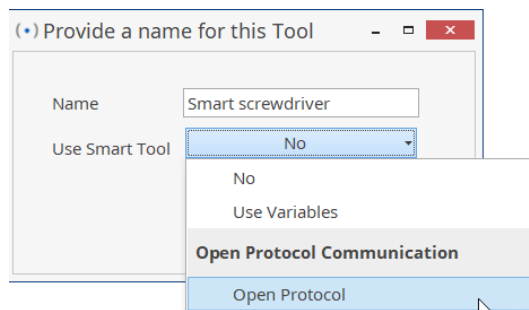 Provide a name for this Tool
Name
Smart screwdriver
Use Smart Tool
No
No
Use Variables
Open Protocol Communication
Open Protocol